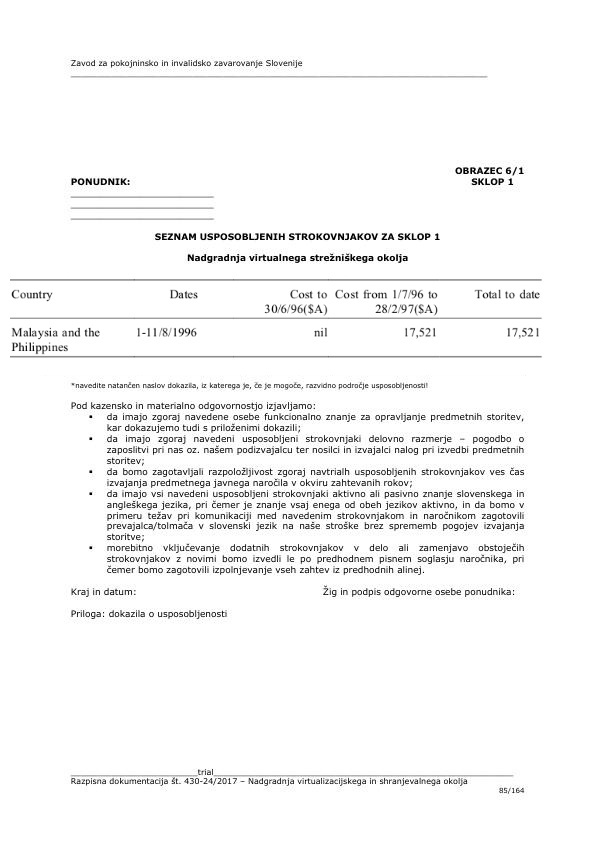 Zavod za pokojninsko in invalidsko zavarovanje Slovenije
OBRAZEC 6/1
PONUDNIK: SKLOP 1
SEZNAM USPOSOBLJENIH STROKOVNJAKOV ZA SKLOP 1
Nadgradnja virtualnega strežniškega okolja
Country Dates Cost to Cost from 1/7/96 to Total to date
30/6/96($A) 28/2/97($A)
Malaysia and the 1-11/8/1996 nil 17,521 17,521
Philippines
*navedite natančen naslov dokazila, iz katerega je, če je mogoče, razvidno področje usposobljenosti!
Pod kazensko in materialno odgovornostjo izjavljamo:
▪ da imajo zgoraj navedene osebe funkcionalno znanje za opravljanje predmetnih storitev,
kar dokazujemo tudi s priloženimi dokazili;
▪ da imajo zgoraj navedeni usposobljeni strokovnjaki delovno razmerje – pogodbo o
zaposlitvi pri nas oz. našem podizvajalcu ter nosilci in izvajalci nalog pri izvedbi predmetnih
storitev;
▪ da bomo zagotavljali razpoložljivost zgoraj navtrialh usposobljenih strokovnjakov ves čas
izvajanja predmetnega javnega naročila v okviru zahtevanih rokov;
▪ da imajo vsi navedeni usposobljeni strokovnjaki aktivno ali pasivno znanje slovenskega in
angleškega jezika, pri čemer je znanje vsaj enega od obeh jezikov aktivno, in da bomo v
primeru težav pri komunikaciji med navedenim strokovnjakom in naročnikom zagotovili
prevajalca/tolmača v slovenski jezik na naše stroške brez sprememb pogojev izvajanja
storitve;
▪ morebitno vključevanje dodatnih strokovnjakov v delo ali zamenjavo obstoječih
strokovnjakov z novimi bomo izvedli le po predhodnem pisnem soglasju naročnika, pri
čemer bomo zagotovili izpolnjevanje vseh zahtev iz predhodnih alinej.
Kraj in datum: Žig in podpis odgovorne osebe ponudnika:
Priloga: dokazila o usposobljenosti
trial
Razpisna dokumentacija št. 430-24/2017 – Nadgradnja virtualizacijskega in shranjevalnega okolja
85/164